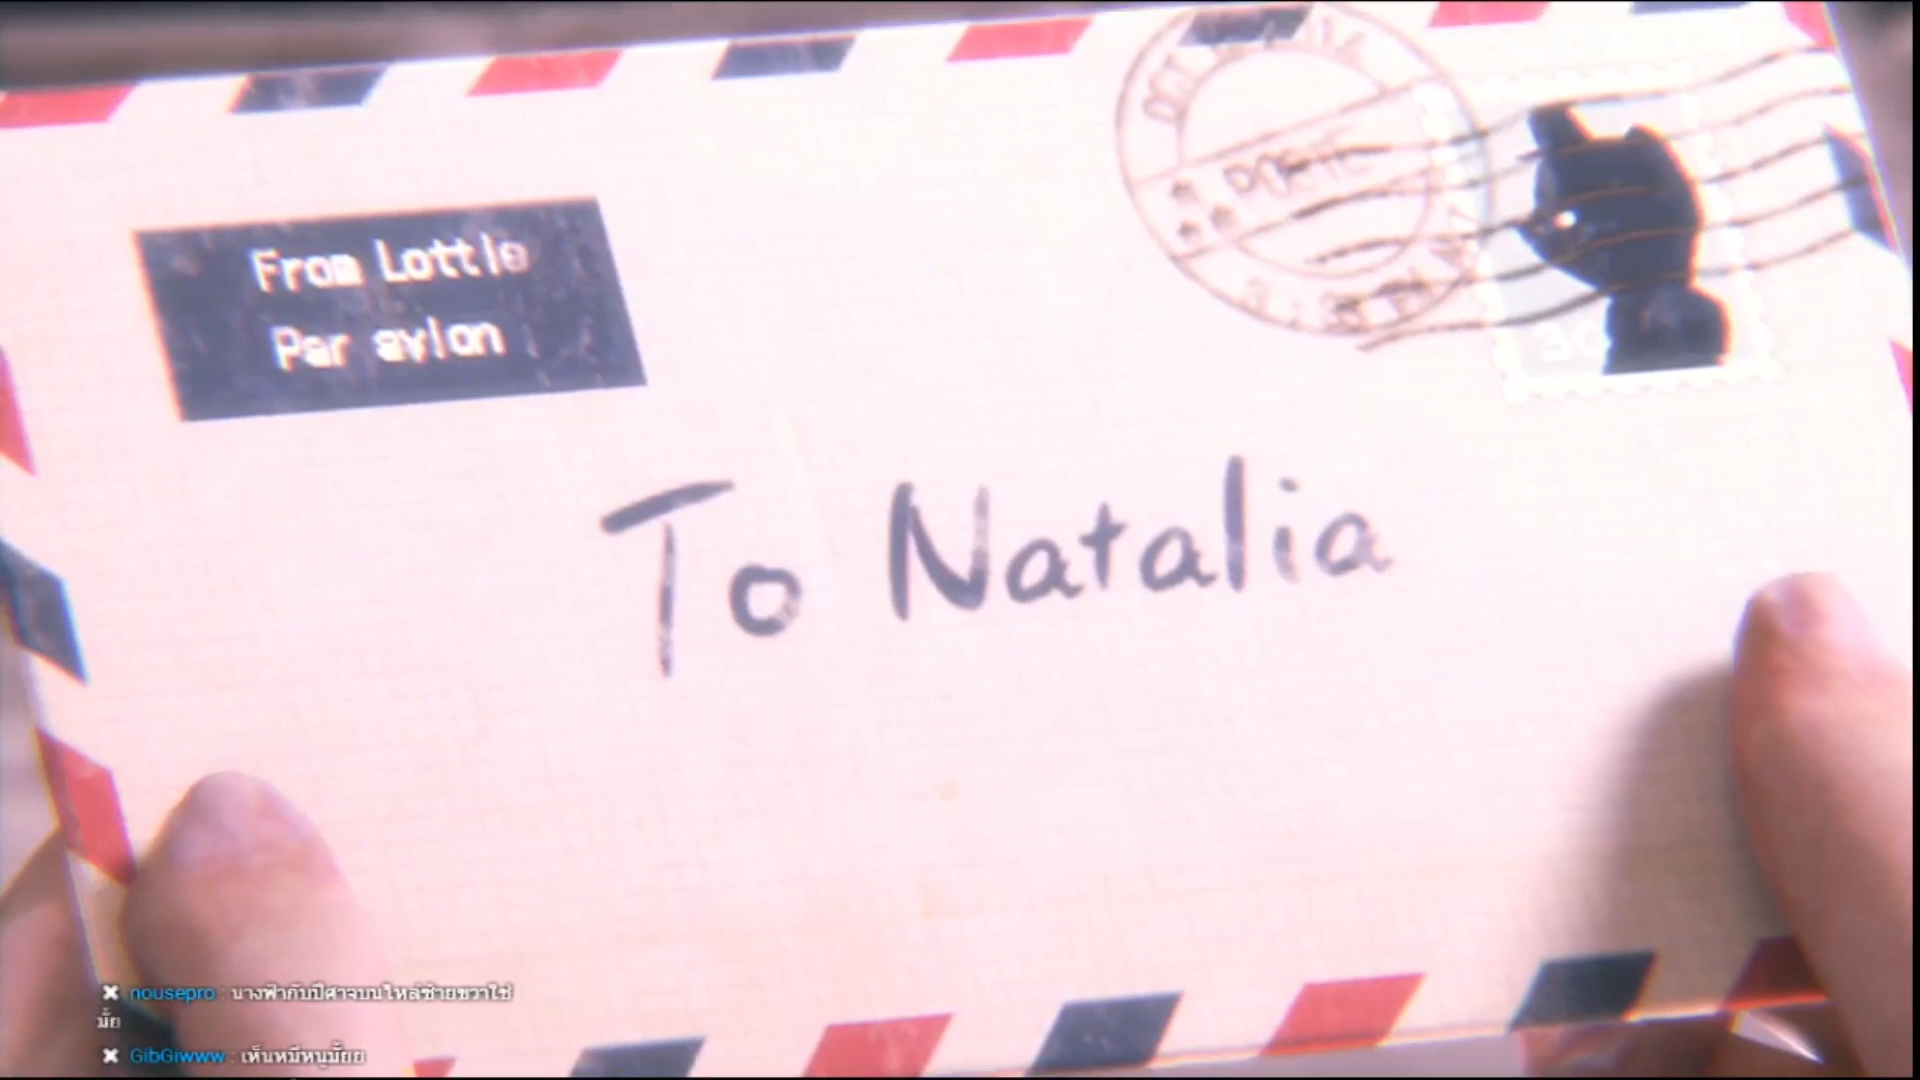 From Lottie
Par avion
30
To Natalia
nousepro : นางฟ้ากับปีศาจบนไหล่ซ้ายขวาใช่
มั้ย
GibGiwww : เห็นหมีหนูมั้ยย